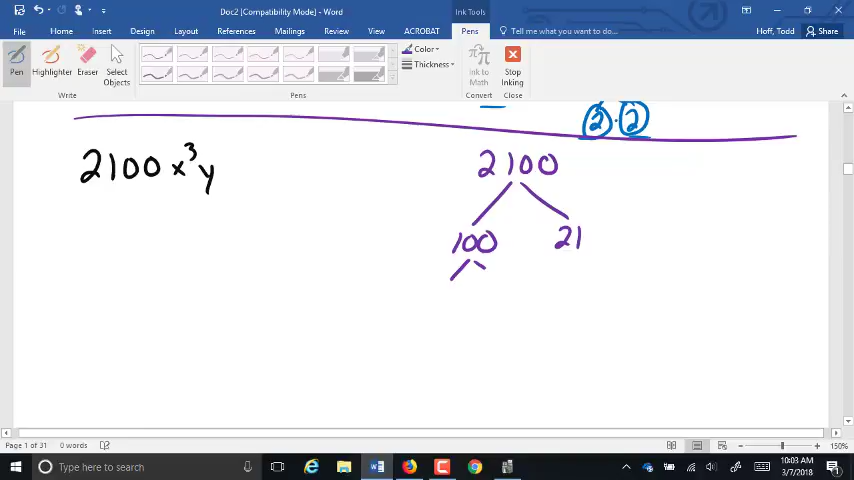 Doc2 [Compatibility Mode] - Word
Ink Tools
Hoff, Todd
Share
File Home Insert Design Layout References Mailings Review View ACROBAT Pens Tell me what you want to do...
Pen Highlighter Eraser Select Objects
Color
Thickness
Ink to Math
Stop Inking
Write Pens Convert Close
2 · 2
2100 x³y
2100
100 21
Page 1 of 31 0 words
150%
Type here to search
10:03 AM
3/7/2018
1